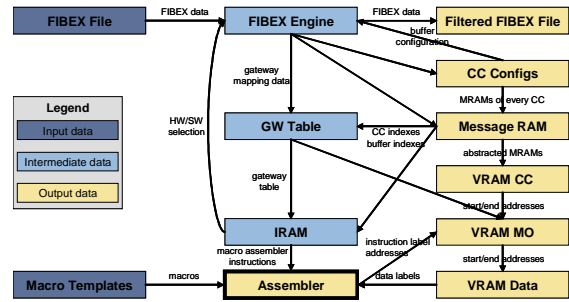 FIBEX File
FIBEX data
FIBEX Engine
FIBEX data
Filtered FIBEX File
buffer
configuration
gateway
mapping data
CC Configs
MRAMs of every CC
Legend
Input data
Intermediate data
Output data
HW/SW
selection
GW Table
CC indexes
buffer indexes
Message RAM
abstracted MRAMs
VRAM CC
gateway
table
start/end addresses
IRAM
VRAM MO
macro assembler
instructions
instruction label
addresses
start/end addresses
Macro Templates
macros
Assembler
data labels
VRAM Data